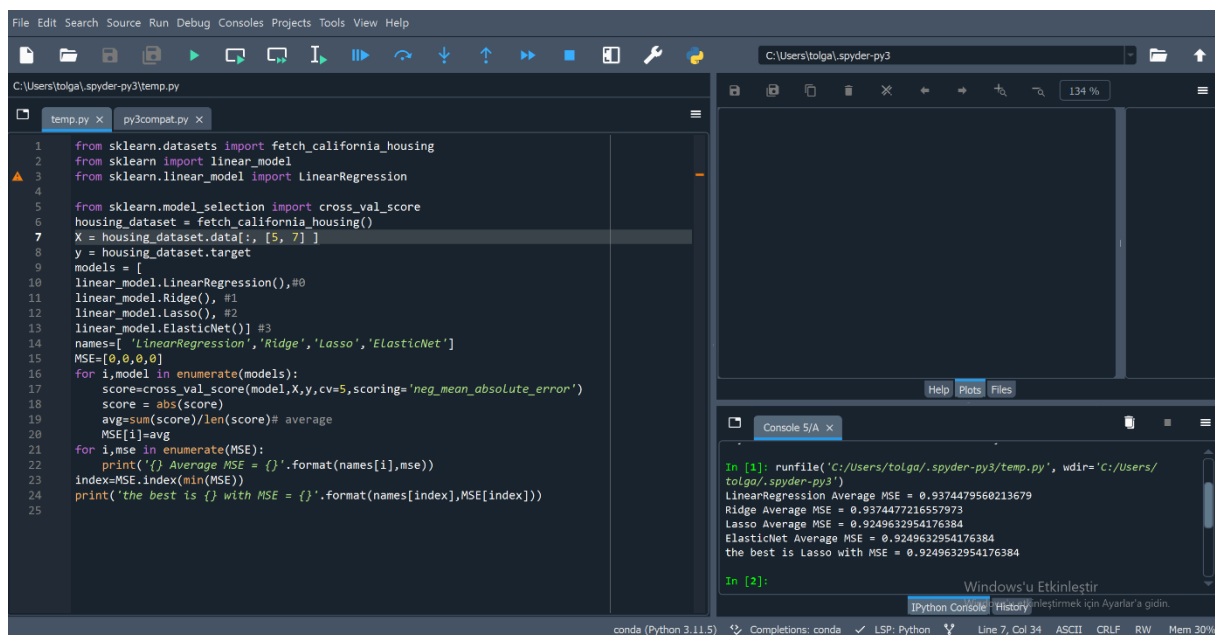 File Edit Search Source Run Debug Consoles Projects Tools View Help
C:\Users\tolga\.spyder-py3
C:\Users\tolga\.spyder-py3\temp.py
temp.py
py3compat.py
1 from sklearn.datasets import fetch_california_housing
2 from sklearn import linear_model
3 from sklearn.linear_model import LinearRegression
4
5 from sklearn.model_selection import cross_val_score
6 housing_dataset = fetch_california_housing()
7 X = housing_dataset.data[:, [5, 7] ]
8 y = housing_dataset.target
9 models = [
10 linear_model.LinearRegression(),#0
11 linear_model.Ridge(), #1
12 linear_model.Lasso(), #2
13 linear_model.ElasticNet()] #3
14 names=[ 'LinearRegression','Ridge','Lasso','ElasticNet']
15 MSE=[0,0,0,0]
16 for i,model in enumerate(models):
17     score=cross_val_score(model,X,y,cv=5,scoring='neg_mean_absolute_error')
18     score = abs(score)
19     avg=sum(score)/len(score)# average
20     MSE[i]=avg
21 for i,mse in enumerate(MSE):
22     print('{} Average MSE = {}'.format(names[i],mse))
23 index=MSE.index(min(MSE))
24 print('the best is {} with MSE = {}'.format(names[index],MSE[index]))
25
134 %
Help Plots Files
Console 5/A
In [1]: runfile('C:/Users/tolga/.spyder-py3/temp.py', wdir='C:/Users/
tolga/.spyder-py3')
LinearRegression Average MSE = 0.9374479560213679
Ridge Average MSE = 0.9374477216557973
Lasso Average MSE = 0.9249632954176384
ElasticNet Average MSE = 0.9249632954176384
the best is Lasso with MSE = 0.9249632954176384
In [2]:
Windows'u Etkinleştir
IPython Console History
etkinleştirmek için Ayarlar'a gidin.
conda (Python 3.11.5) Completions: conda LSP: Python Line 7, Col 34 ASCII CRLF RW Mem 30%